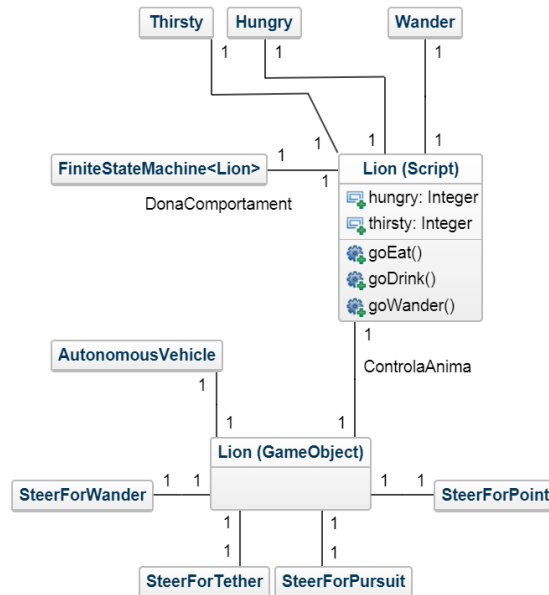 Thirsty
Hungry
Wander
1
1
1
1
1
1
FiniteStateMachine<Lion>
1
1
DonaComportament
Lion (Script)
hungry: Integer
thirsty: Integer
goEat()
goDrink()
goWander()
1
ControlaAnima
1
AutonomousVehicle
1
1
Lion (GameObject)
SteerForWander
1
1
1
1
SteerForPoint
1
1
1
1
SteerForTether
SteerForPursuit